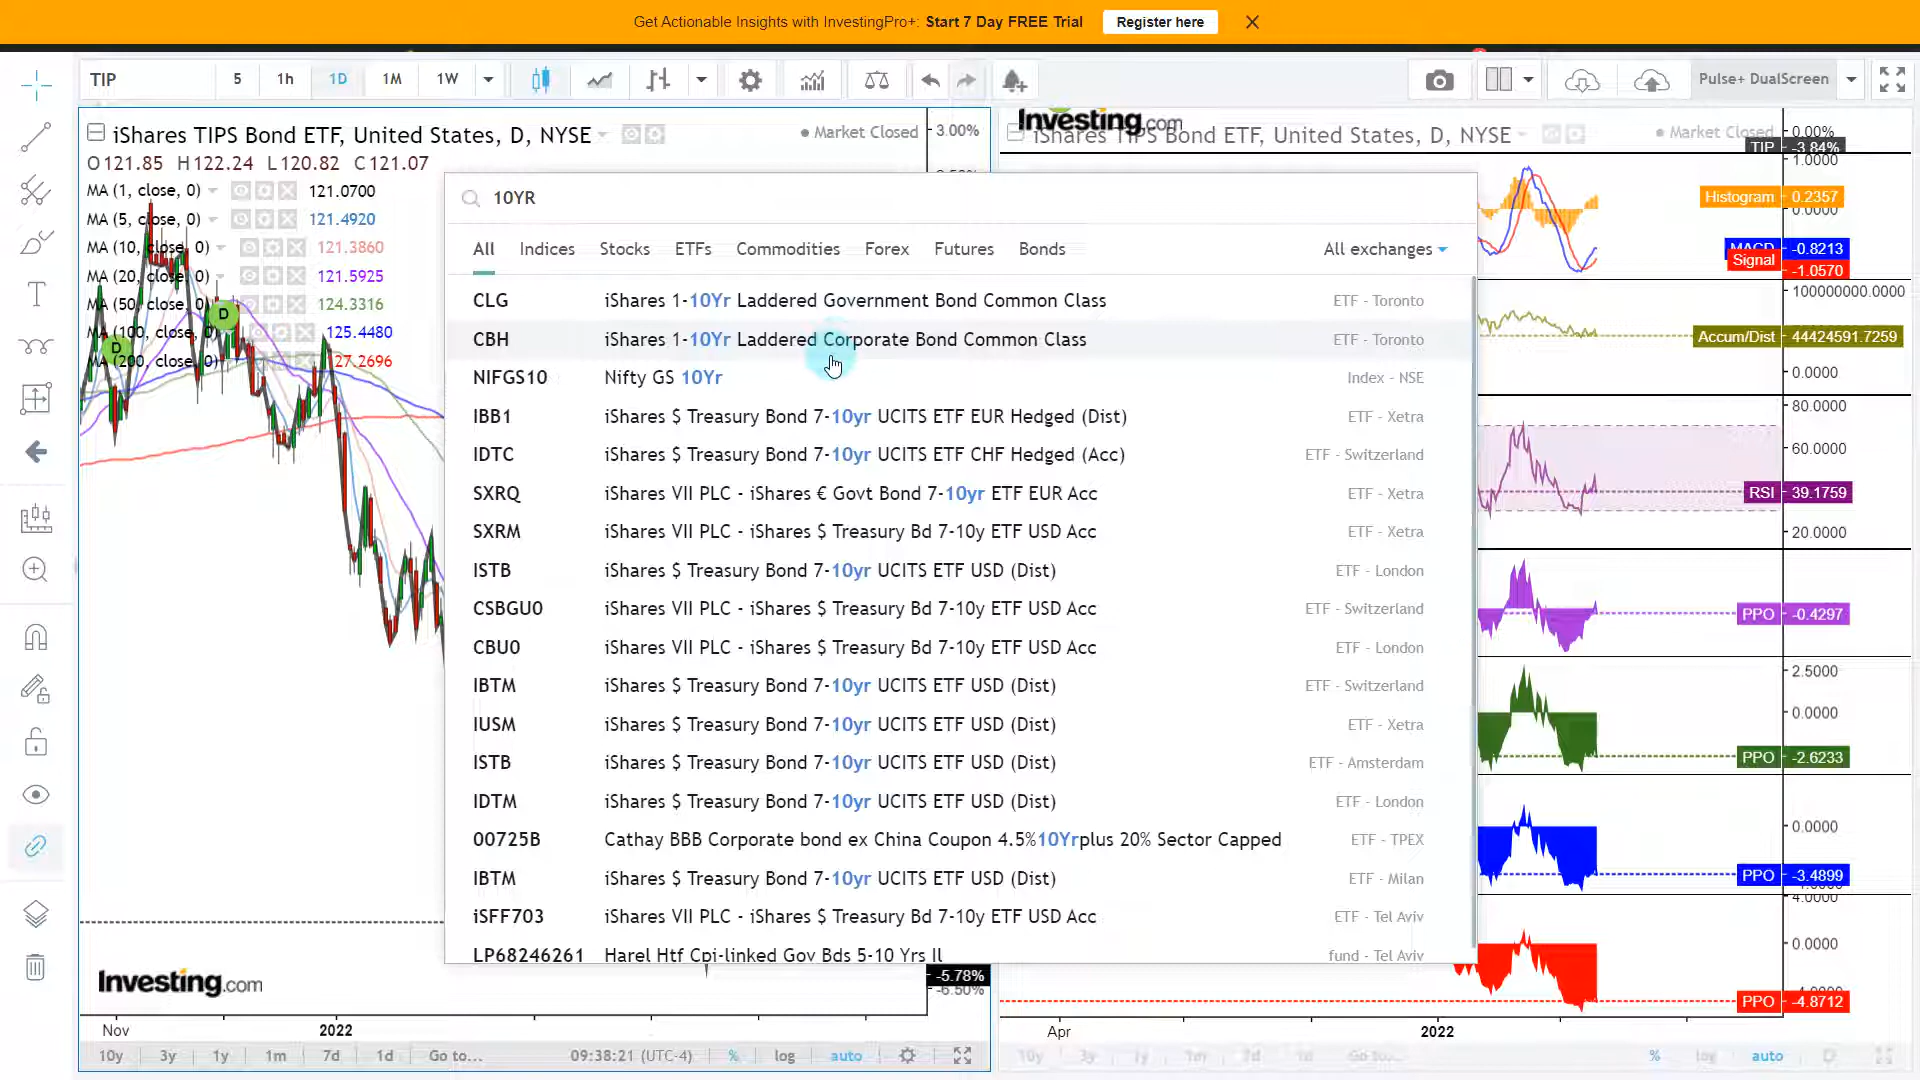 Get Actionable Insights with InvestingPro+: Start 7 Day FREE Trial Register here
TIP 5 1h 1D 1M 1W Pulse+ DualScreen
iShares TIPS Bond ETF, United States, D, NYSE Market Closed 3.00%
O121.85 H122.24 L120.82 C121.07
MA (1, close, 0) 121.0700
MA (5, close, 0) 121.4920
MA (10, close, 0) 121.3860
MA (20, close, 0) 121.5925
MA (50, close, 0) 124.3316
MA (100, close, 0) 125.4480
MA (200, close, 0) 27.2696
D
D
10YR
All Indices Stocks ETFs Commodities Forex Futures Bonds All exchanges
CLG iShares 1-10Yr Laddered Government Bond Common Class ETF - Toronto
CBH iShares 1-10Yr Laddered Corporate Bond Common Class ETF - Toronto
NIFGS10 Nifty GS 10Yr Index - NSE
IBB1 iShares $ Treasury Bond 7-10yr UCITS ETF EUR Hedged (Dist) ETF - Xetra
IDTC iShares $ Treasury Bond 7-10yr UCITS ETF CHF Hedged (Acc) ETF - Switzerland
SXRQ iShares VII PLC - iShares € Govt Bond 7-10yr ETF EUR Acc ETF - Xetra
SXRM iShares VII PLC - iShares $ Treasury Bd 7-10y ETF USD Acc ETF - Xetra
ISTB iShares $ Treasury Bond 7-10yr UCITS ETF USD (Dist) ETF - London
CSBGU0 iShares VII PLC - iShares $ Treasury Bd 7-10y ETF USD Acc ETF - Switzerland
CBU0 iShares VII PLC - iShares $ Treasury Bd 7-10y ETF USD Acc ETF - London
IBTM iShares $ Treasury Bond 7-10yr UCITS ETF USD (Dist) ETF - Switzerland
IUSM iShares $ Treasury Bond 7-10yr UCITS ETF USD (Dist) ETF - Xetra
ISTB iShares $ Treasury Bond 7-10yr UCITS ETF USD (Dist) ETF - Amsterdam
IDTM iShares $ Treasury Bond 7-10yr UCITS ETF USD (Dist) ETF - London
00725B Cathay BBB Corporate bond ex China Coupon 4.5%10Yrplus 20% Sector Capped ETF - TPEX
IBTM iShares $ Treasury Bond 7-10yr UCITS ETF USD (Dist) ETF - Milan
iSFF703 iShares VII PLC - iShares $ Treasury Bd 7-10y ETF USD Acc ETF - Tel Aviv
LP68246261 Harel Htf Cpi-linked Gov Bds 5-10 Yrs Il fund - Tel Aviv
-5.78%
-6.50%
Investing.com
Nov 2022
10y 3y 1y 1m 7d 1d Go to... 09:38:21 (UTC-4) % log auto
Investing.com
iShares TIPS Bond ETF, United States, D, NYSE Market Closed 0.00%
TIP -3.84%
1.0000
Histogram 0.2357
0.0000
MACD -0.8213
Signal -1.0570
100000000.0000
Accum/Dist 44424591.7259
0.0000
80.0000
60.0000
RSI 39.1759
20.0000
PPO -0.4297
2.5000
0.0000
PPO -2.6233
0.0000
PPO -3.4899
4.0000
0.0000
PPO -4.8712
Apr 2022
10y 3y 1y 1m 7d 1d Go to... % log auto